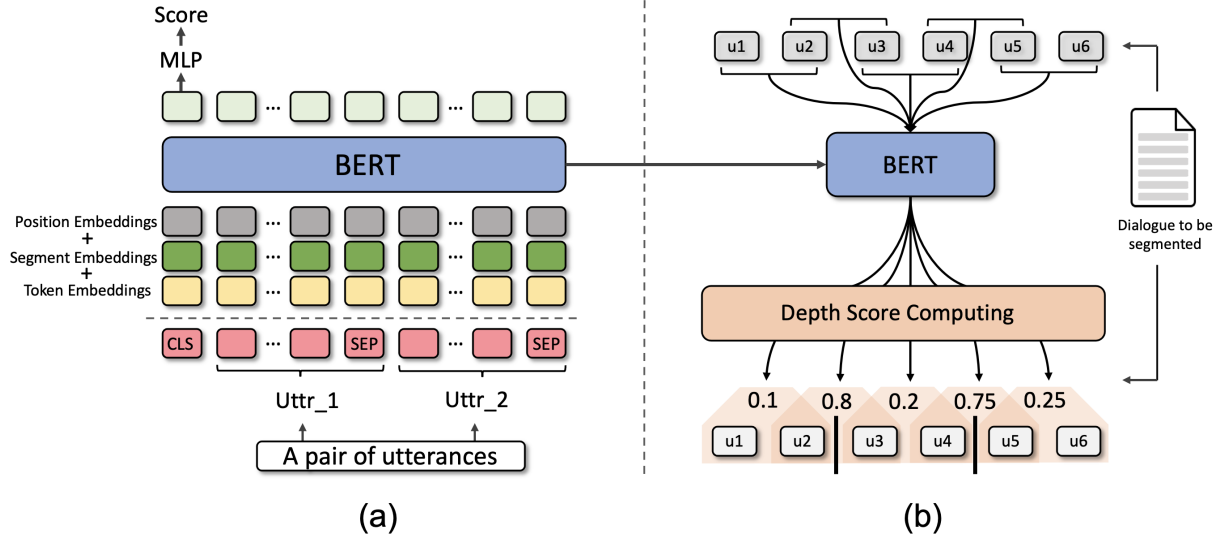 Score
MLP
...
...
BERT
Position Embeddings
...
...
+
Segment Embeddings
...
...
+
Token Embeddings
...
...
CLS
...
SEP
...
SEP
Uttr_1
Uttr_2
A pair of utterances
(a)
u1 u2 u3 u4 u5 u6
BERT
Dialogue to be
segmented
Depth Score Computing
0.1 0.8 0.2 0.75 0.25
u1 u2 u3 u4 u5 u6
(b)